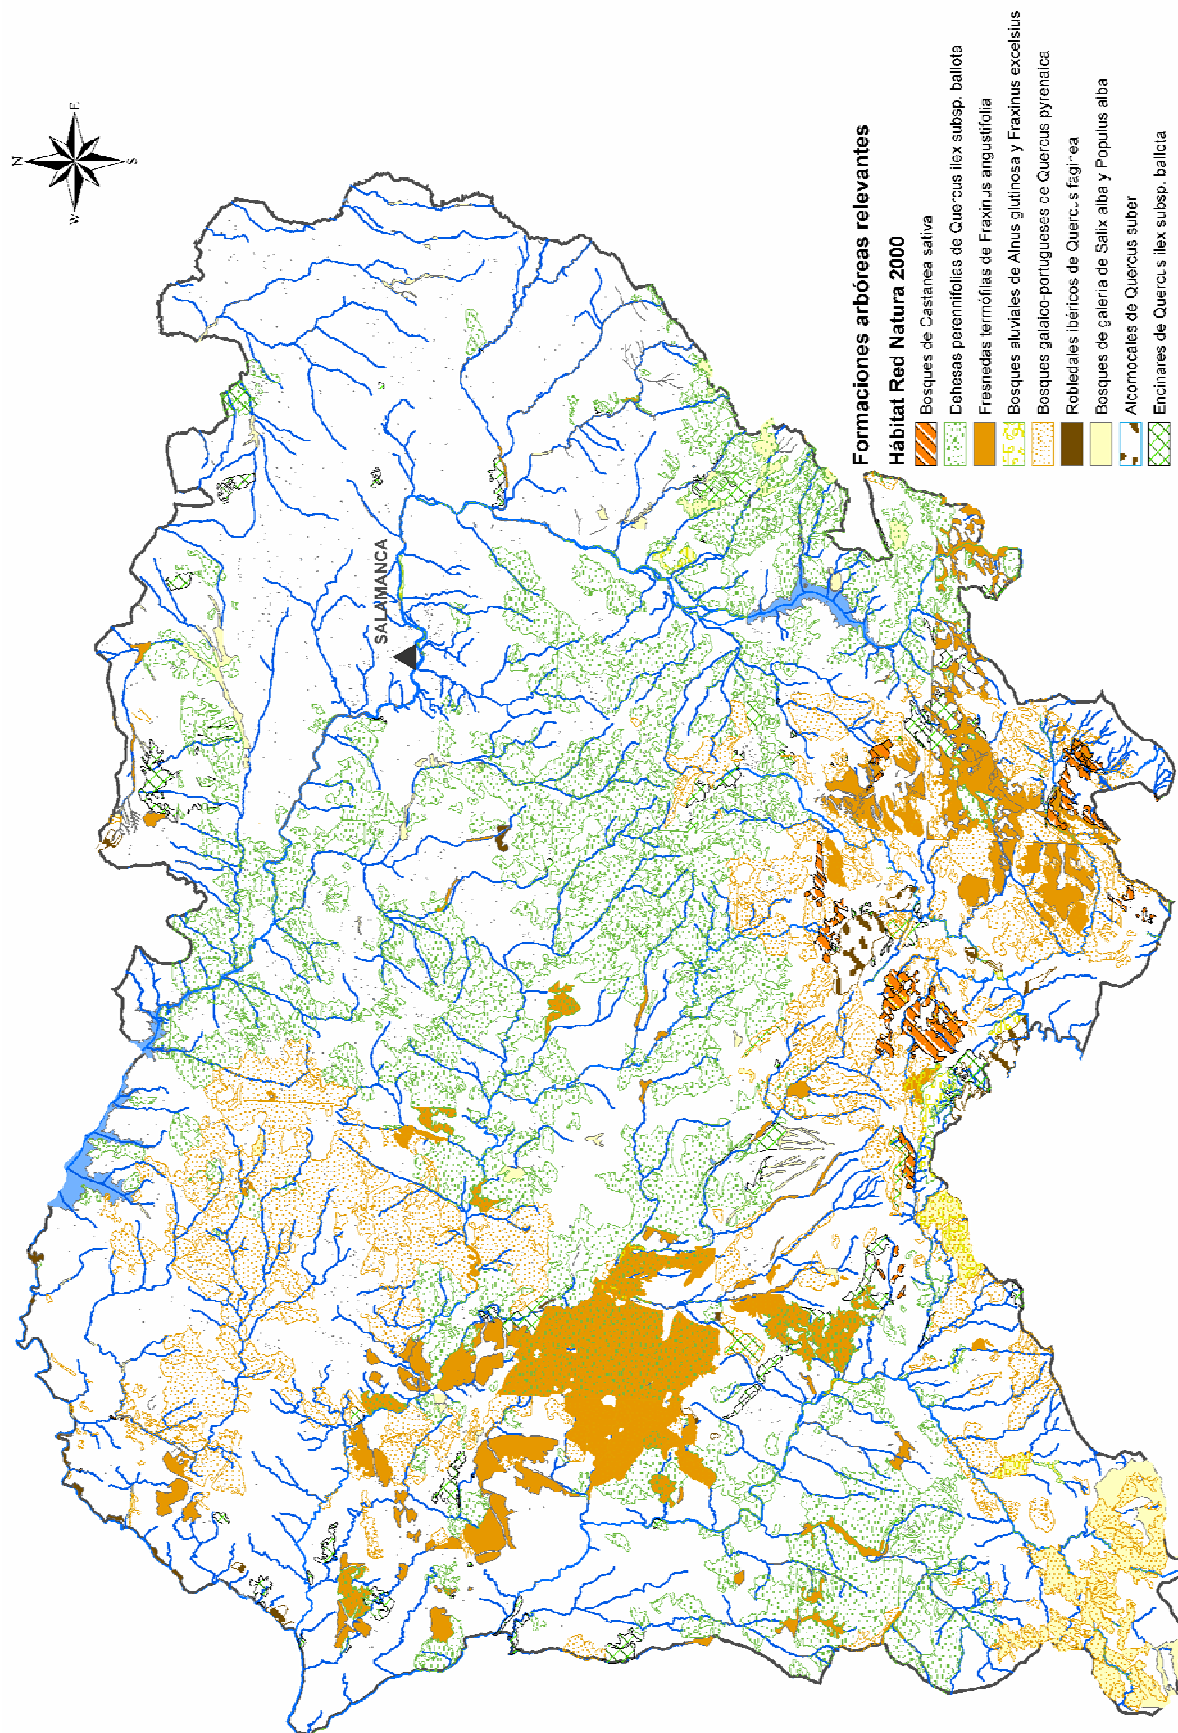 N
W
E
S
SALAMANCA
Formaciones arbóreas relevantes
Hábitat Red Natura 2000
Bosques de Castanea sativa
Dehesas perennifolias de Quercus ilex subsp. ballota
Fresnedas termófilas de Fraxinus angustifolia
Bosques aluviales de Alnus glutinosa y Fraxinus excelsius
Bosques galaico-portugueses de Quercus pyrenaica
Robledales ibéricos de Quercus faginea
Bosques de galería de Salix alba y Populus alba
Alcornocales de Quercus suber
Encinares de Quercus ilex subsp. ballota